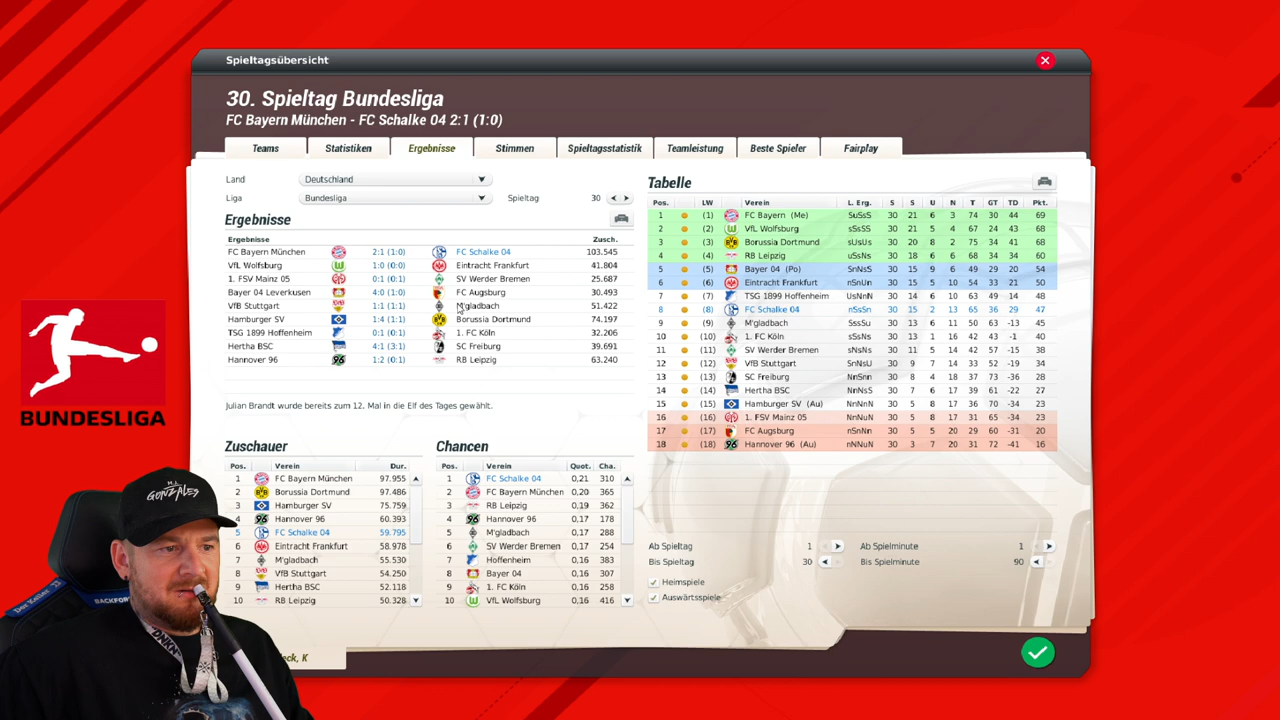 Spieltagsübersicht
30. Spieltag Bundesliga
FC Bayern München - FC Schalke 04 2:1 (1:0)
Teams Statistiken Ergebnisse Stimmen Spieltagsstatistik Teamleistung Beste Spieler Fairplay
Land Deutschland
Liga Bundesliga Spieltag 30
Ergebnisse
Ergebnisse Zusch.
FC Bayern München 2:1 (1:0) FC Schalke 04 103.545
VfL Wolfsburg 1:0 (0:0) Eintracht Frankfurt 41.804
1. FSV Mainz 05 0:1 (0:1) SV Werder Bremen 25.687
Bayer 04 Leverkusen 4:0 (1:0) FC Augsburg 30.493
VfB Stuttgart 1:1 (1:1) M'gladbach 51.422
Hamburger SV 1:4 (1:1) Borussia Dortmund 74.197
TSG 1899 Hoffenheim 0:1 (0:1) 1. FC Köln 32.206
Hertha BSC 4:1 (3:1) SC Freiburg 39.691
Hannover 96 1:2 (0:1) RB Leipzig 63.240
Julian Brandt wurde bereits zum 12. Mal in die Elf des Tages gewählt.
Zuschauer
Pos. Verein Dur.
1 FC Bayern München 97.955
2 Borussia Dortmund 97.486
3 Hamburger SV 75.759
4 Hannover 96 60.393
5 FC Schalke 04 59.795
6 Eintracht Frankfurt 58.978
7 M'gladbach 55.530
8 VfB Stuttgart 54.250
9 Hertha BSC 52.118
10 RB Leipzig 50.328
Chancen
Pos. Verein Quot. Cha.
1 FC Schalke 04 0,21 310
2 FC Bayern München 0,20 365
3 RB Leipzig 0,19 362
4 Hannover 96 0,17 178
5 M'gladbach 0,17 288
6 SV Werder Bremen 0,17 254
7 Hoffenheim 0,16 383
8 Bayer 04 0,16 307
9 1. FC Köln 0,16 258
10 VfL Wolfsburg 0,16 416
Tabelle
Pos. LW Verein L. Erg. S S U N T GT TD Pkt.
1 (1) FC Bayern (Me) SuSsS 30 21 6 3 74 30 44 69
2 (2) VfL Wolfsburg sSsSS 30 21 5 4 67 24 43 68
3 (3) Borussia Dortmund sUsUs 30 20 8 2 75 34 41 68
4 (4) RB Leipzig uSsSs 30 18 6 6 68 34 34 60
5 (5) Bayer 04 (Po) SnNsS 30 15 9 6 49 29 20 54
6 (6) Eintracht Frankfurt nSnUn 30 15 5 10 54 33 21 50
7 (7) TSG 1899 Hoffenheim UsNnN 30 14 6 10 63 49 14 48
8 (8) FC Schalke 04 nSsSn 30 15 2 13 65 36 29 47
9 (9) M'gladbach SssSu 30 13 6 11 50 63 -13 45
10 (10) 1. FC Köln sSsNs 30 13 1 16 42 43 -1 40
11 (11) SV Werder Bremen sNsNs 30 11 5 14 42 57 -15 38
12 (12) VfB Stuttgart SnNsU 30 9 7 14 33 52 -19 34
13 (13) SC Freiburg NnSnn 30 8 4 18 37 73 -36 28
14 (14) Hertha BSC NnNsS 30 7 6 17 39 61 -22 27
15 (15) Hamburger SV (Au) NnNsN 30 5 8 17 36 70 -34 23
16 (16) 1. FSV Mainz 05 NnNuN 30 5 8 17 31 65 -34 23
17 (17) FC Augsburg nSnNn 30 5 5 20 29 60 -31 20
18 (18) Hannover 96 (Au) nNNuN 30 3 7 20 31 72 -41 16
Ab Spieltag 1 Ab Spielminute 1
Bis Spieltag 30 Bis Spielminute 90
Heimspiele
Auswärtsspiele
BUNDESLIGA
GONZALES